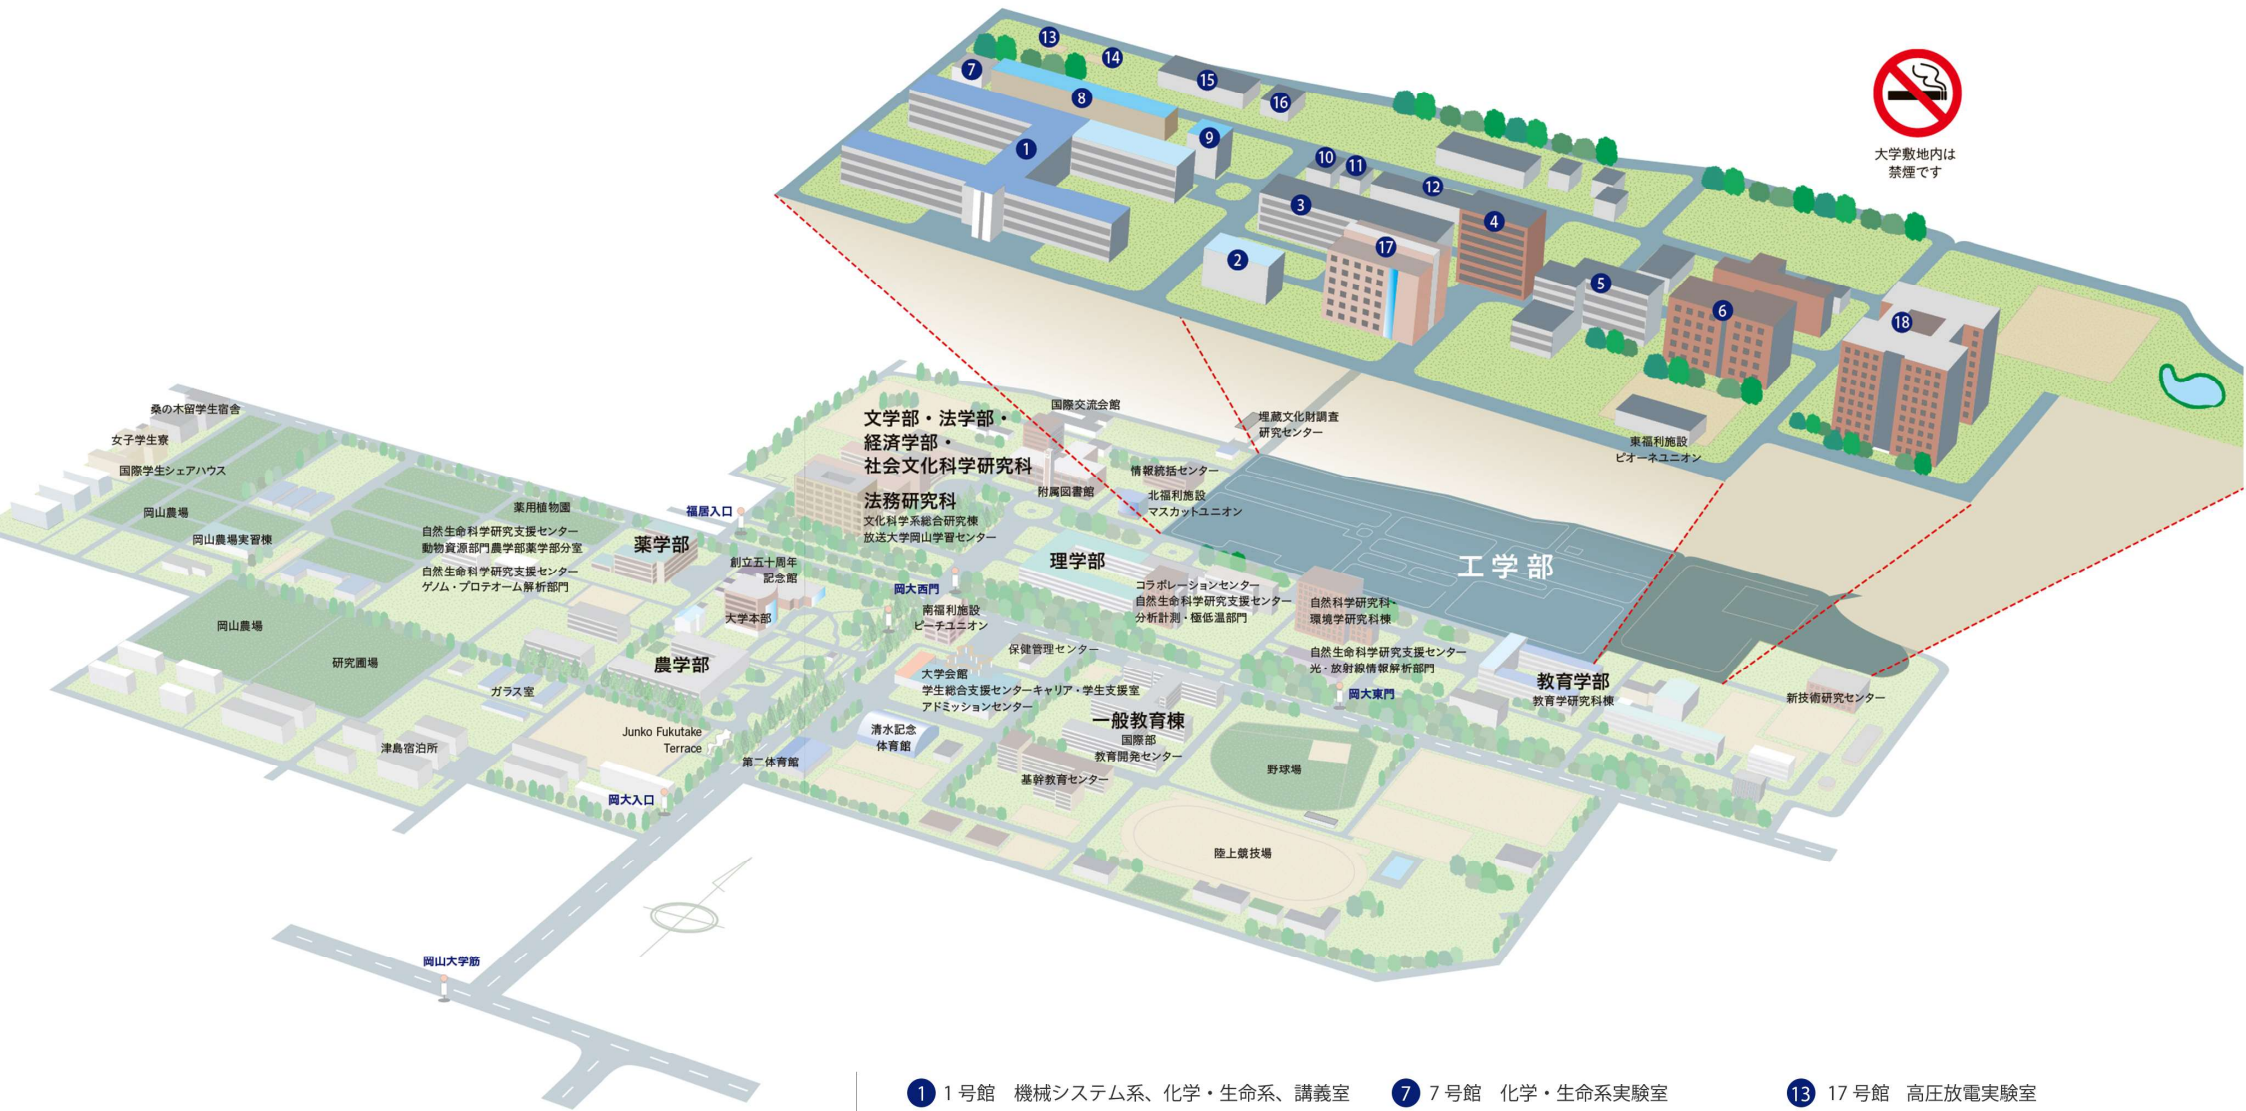 13
14
7
15
8
16
大学敷地内は
禁煙です
1
9
10
11
12
3
4
17
2
5
6
18
東福利施設
ピオーネユニオン
桑の木留学生宿舎
女子学生寮
国際学生シェアハウス
岡山農場
岡山農場実習棟
薬用植物園
自然生命科学研究支援センター
動物資源部門農学部薬学部分室
自然生命科学研究支援センター
ゲノム・プロテオーム解析部門
薬学部
福居入口
文学部・法学部・
経済学部・
社会文化科学研究科
法務研究科
文化科学系総合研究棟
放送大学岡山学習センター
国際交流会館
附属図書館
情報統括センター
北福利施設
マスカットユニオン
埋蔵文化財調査
研究センター
創立五十周年
記念館
大学本部
岡大西門
南福利施設
ピーチユニオン
理学部
コラボレーションセンター
自然生命科学研究支援センター
分析計測・極低温部門
自然科学研究科・
環境学研究科棟
工学部
岡山農場
研究圃場
農学部
ガラス室
保健管理センター
大学会館
学生総合支援センターキャリア・学生支援室
アドミッションセンター
自然生命科学研究支援センター
光・放射線情報解析部門
岡大東門
教育学部
教育学研究科棟
新技術研究センター
Junko Fukutake
Terrace
津島宿泊所
第二体育館
清水記念
体育館
一般教育棟
国際部
教育開発センター
基幹教育センター
野球場
岡大入口
陸上競技場
岡山大学筋
1 1号館 機械システム系、化学・生命系、講義室
7 7号館 化学・生命系実験室
13 17号館 高圧放電実験室